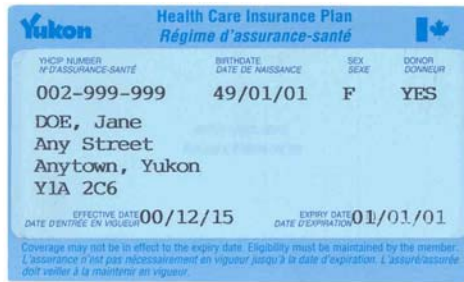 Yukon
Health Care Insurance Plan
Régime d'assurance-santé
YHCIP NUMBER BIRTHDATE SEX DONOR
N° D'ASSURANCE-SANTÉ DATE DE NAISSANCE SEXE DONNEUR
002-999-999 49/01/01 F YES
DOE, Jane
Any Street
Anytown, Yukon
Y1A 2C6
EFFECTIVE DATE 00/12/15 EXPIRY DATE 01/01/01
DATE D'ENTRÉE EN VIGUEUR DATE D'EXPIRATION
Coverage may not be in effect to the expiry date. Eligibility must be maintained by the member.
L'assurance n'est pas nécessairement en vigueur jusqu'à la date d'expiration. L'assuré/assurée
doit veiller à la maintenir en vigueur.